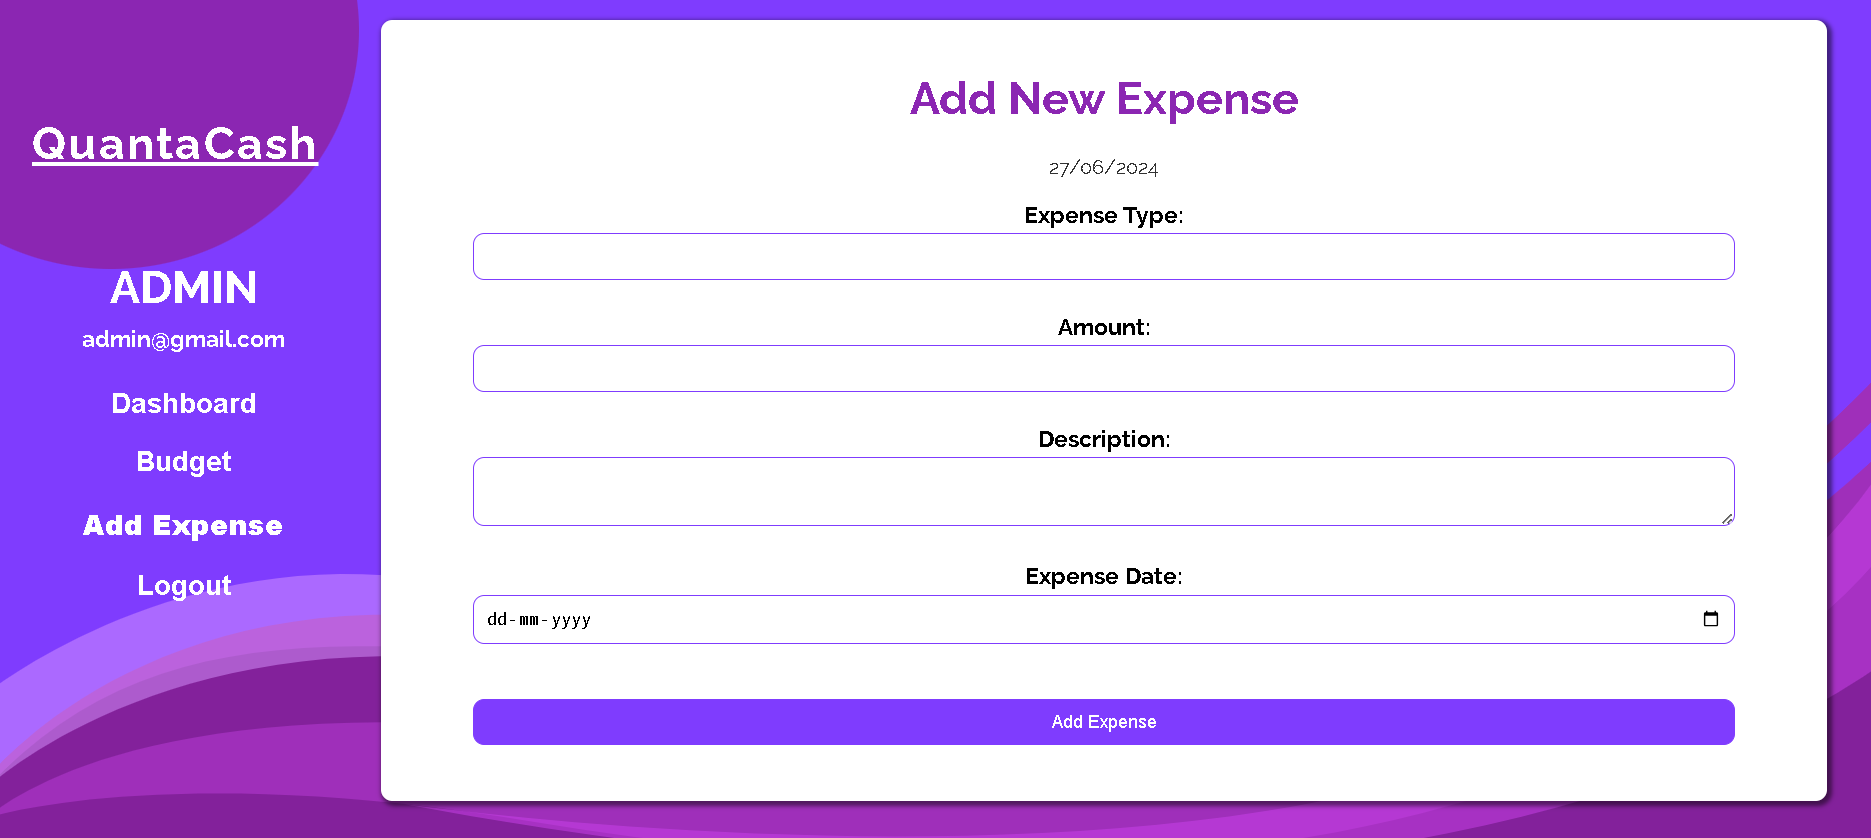 QuantaCash
ADMIN
admin@gmail.com
Dashboard
Budget
Add Expense
Logout
Add New Expense
27/06/2024
Expense Type:
Amount:
Description:
Expense Date:
dd-mm-yyyy
Add Expense